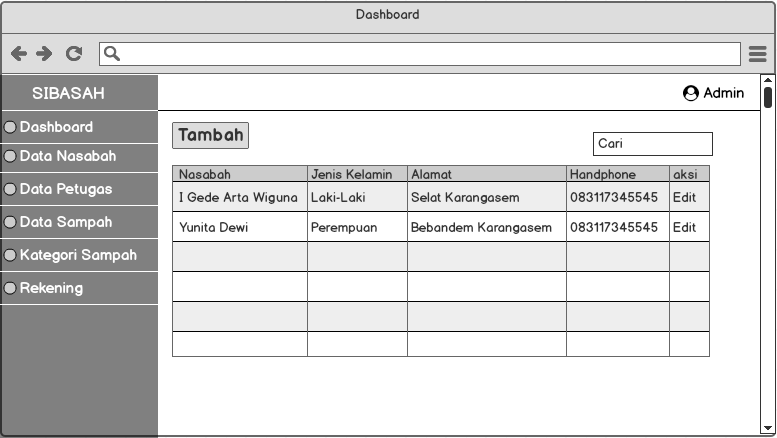 Dashboard
SIBASAH
Admin
Dashboard
Data Nasabah
Data Petugas
Data Sampah
Kategori Sampah
Rekening
Tambah
Cari
Nasabah Jenis Kelamin Alamat Handphone aksi
I Gede Arta Wiguna Laki-Laki Selat Karangasem 083117345545 Edit
Yunita Dewi Perempuan Bebandem Karangasem 083117345545 Edit